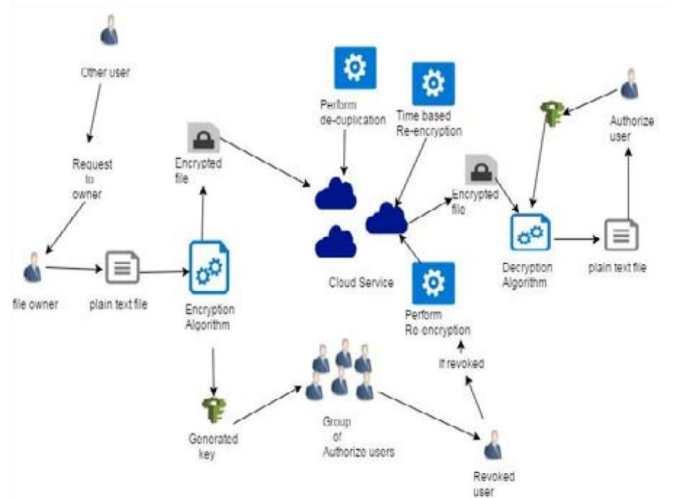 Other user
Request
to
owner
file owner
plain text file
Encrypted
file
Encryption
Algorithm
Generated
key
Perform
de-duplication
Time based
Re-encryption
Cloud Service
Perform
Re-encryption
If revoked
Group
of
Authorize users
Revoked
user
Encrypted
file
Decryption
Algorithm
plain text file
Authorize
user